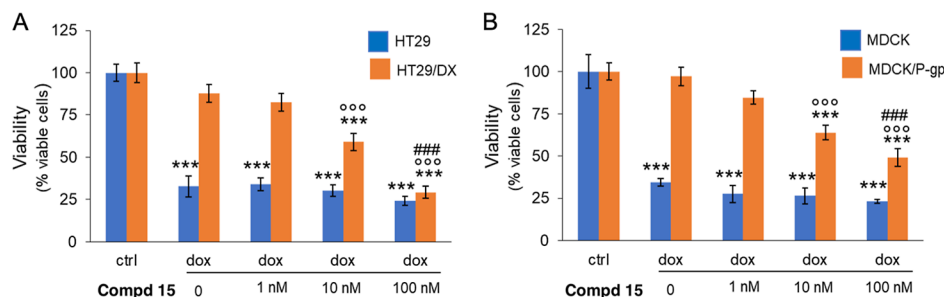 A
125
100
75
50
25
0
Viability
(% viable cells)
HT29
HT29/DX
***
***
***
°°°
***
***
###
°°°
***
ctrl dox dox dox dox
Compd 15 0 1 nM 10 nM 100 nM
B
125
100
75
50
25
0
Viability
(% viable cells)
MDCK
MDCK/P-gp
***
***
***
°°°
***
***
###
°°°
***
ctrl dox dox dox dox
Compd 15 0 1 nM 10 nM 100 nM